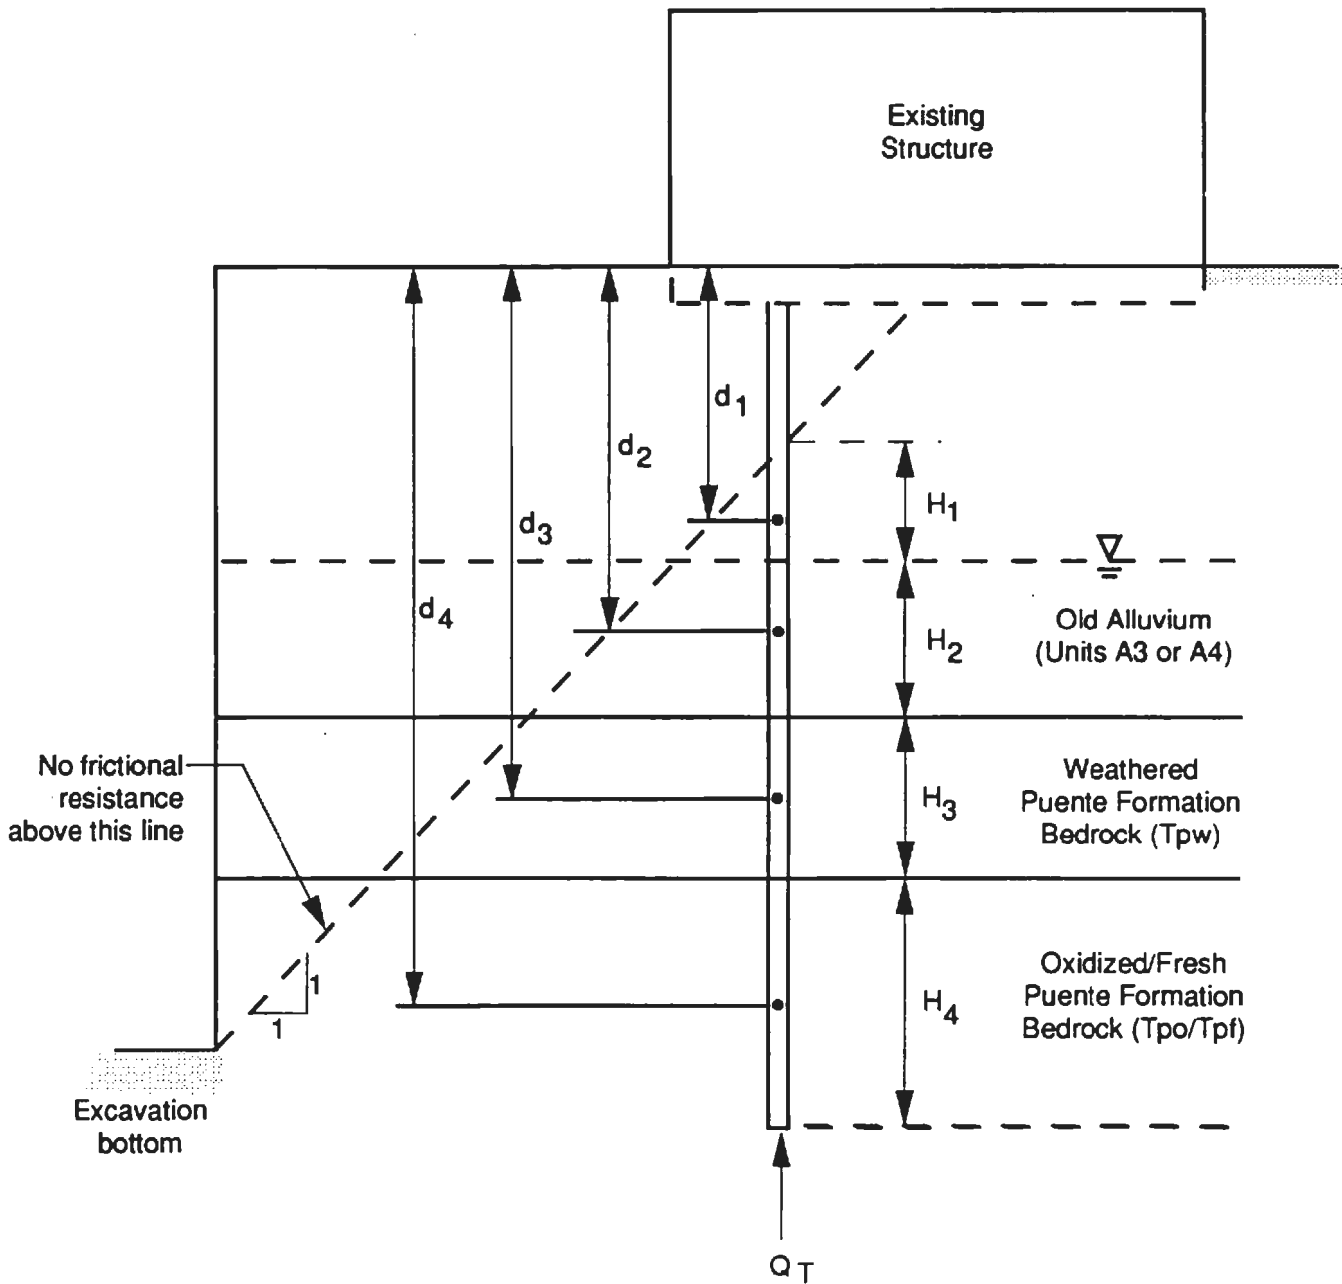 Existing
Structure
d1
d2
d3
d4
H1
H2
Old Alluvium
(Units A3 or A4)
No frictional
resistance
above this line
H3
Weathered
Puente Formation
Bedrock (Tpw)
1
1
H4
Oxidized/Fresh
Puente Formation
Bedrock (Tpo/Tpf)
Excavation
bottom
QT